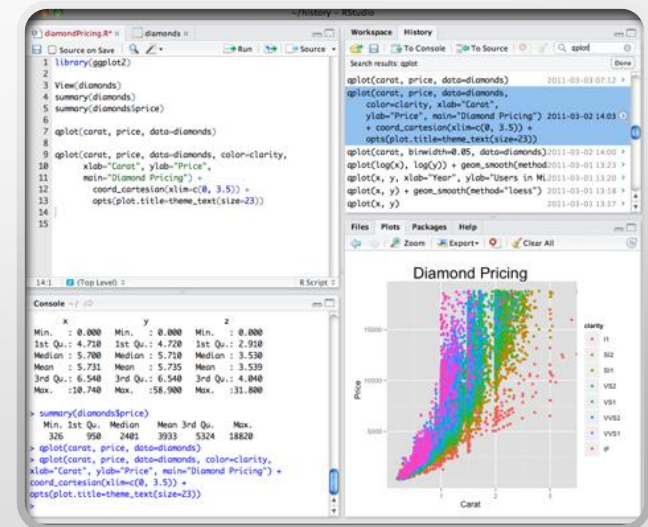 ~/history - RStudio
diamondPricing.R* ×
diamonds ×
Source on Save
Run
Source
1 library(ggplot2)
2
3 View(diamonds)
4 summary(diamonds)
5 summary(diamonds$price)
6
7 qplot(carat, price, data=diamonds)
8
9 qplot(carat, price, data=diamonds, color=clarity,
10 xlab="Carat", ylab="Price",
11 main="Diamond Pricing") +
12 coord_cartesian(xlim=c(0, 3.5)) +
13 opts(plot.title=theme_text(size=23))
14
15
14:1 (Top Level) R Script
Console ~/
x y z
Min. : 0.000 Min. : 0.000 Min. : 0.000
1st Qu.: 4.710 1st Qu.: 4.720 1st Qu.: 2.910
Median : 5.700 Median : 5.710 Median : 3.530
Mean : 5.731 Mean : 5.735 Mean : 3.539
3rd Qu.: 6.540 3rd Qu.: 6.540 3rd Qu.: 4.040
Max. :10.740 Max. :58.900 Max. :31.800
> summary(diamonds$price)
Min. 1st Qu. Median Mean 3rd Qu. Max.
326 950 2401 3933 5324 18820
> qplot(carat, price, data=diamonds)
> qplot(carat, price, data=diamonds, color=clarity,
xlab="Carat", ylab="Price", main="Diamond Pricing") +
coord_cartesian(xlim=c(0, 3.5)) +
opts(plot.title=theme_text(size=23))
>
Workspace History
To Console To Source qplot
Search results: qplot Done
qplot(carat, price, data=diamonds) 2011-03-03 07:12
qplot(carat, price, data=diamonds,
color=clarity, xlab="Carat",
ylab="Price", main="Diamond Pricing") 2011-03-02 14:03
+ coord_cartesian(xlim=c(0, 3.5)) +
opts(plot.title=theme_text(size=23))
qplot(carat, binwidth=0.05, data=diamonds) 2011-03-02 14:00
qplot(log(x), log(y)) + geom_smooth(method 2011-03-01 13:23
qplot(x, y, xlab="Year", ylab="Users in Mi 2011-03-01 13:20
qplot(x, y) + geom_smooth(method="loess") 2011-03-01 13:18
qplot(x, y) 2011-03-01 13:17
Files Plots Packages Help
Zoom Export Clear All
Diamond Pricing
Price
15000
10000
5000
1 2 3
Carat
clarity
I1
SI2
SI1
VS2
VS1
VVS2
VVS1
IF